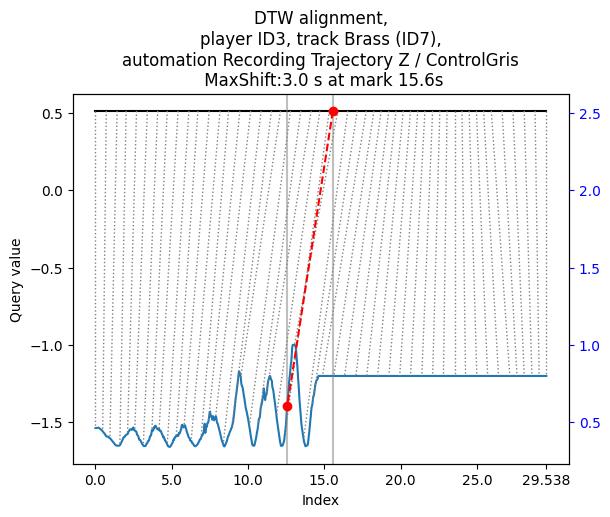 DTW alignment,
player ID3, track Brass (ID7),
automation Recording Trajectory Z / ControlGris
MaxShift:3.0 s at mark 15.6s
0.5
0.0
−0.5
−1.0
−1.5
Query value
2.5
2.0
1.5
1.0
0.5
0.0 5.0 10.0 15.0 20.0 25.0 29.538
Index